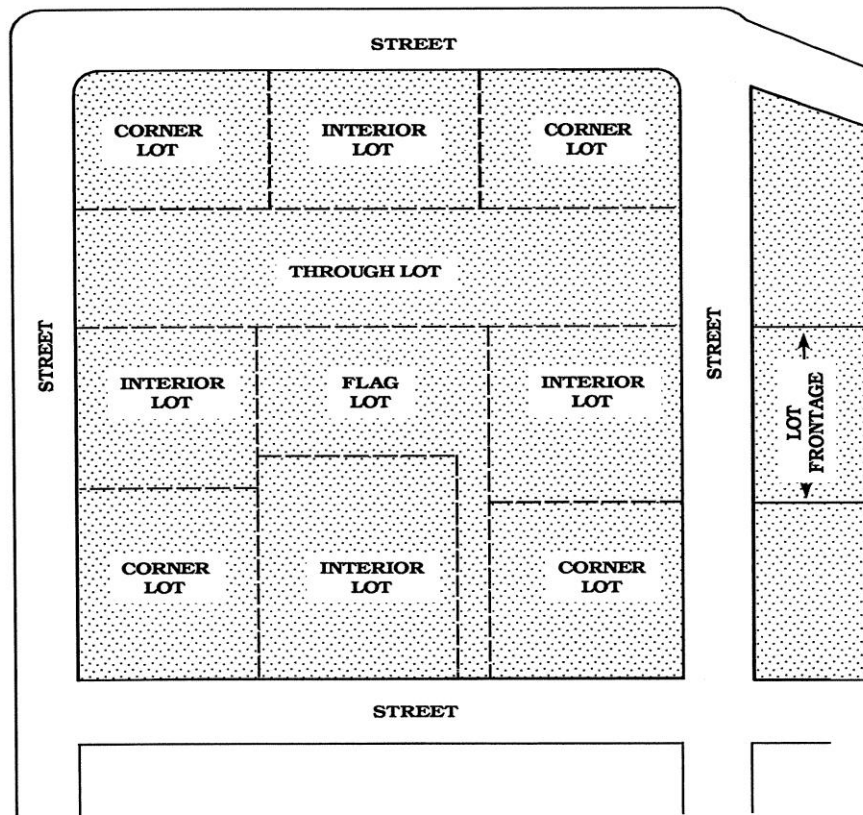 STREET
CORNER
LOT
INTERIOR
LOT
CORNER
LOT
THROUGH LOT
STREET
STREET
INTERIOR
LOT
FLAG
LOT
INTERIOR
LOT
LOT
FRONTAGE
CORNER
LOT
INTERIOR
LOT
CORNER
LOT
STREET